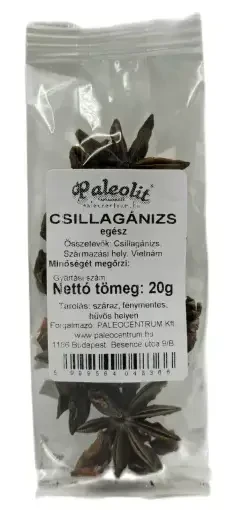 Paleolit
CSILLAGÁNIZS
egész
Összetevők: Csillagánizs.
Származási hely: Vietnám
Minőségét megőrzi:
Gyártási szám:
Nettó tömeg: 20g
Tárolás: száraz, fénymentes,
hűvös helyen
Forgalmazó: PALEOCENTRUM Kft.
www.paleocentrum.hu
1156 Budapest, Besence utca 9/B.